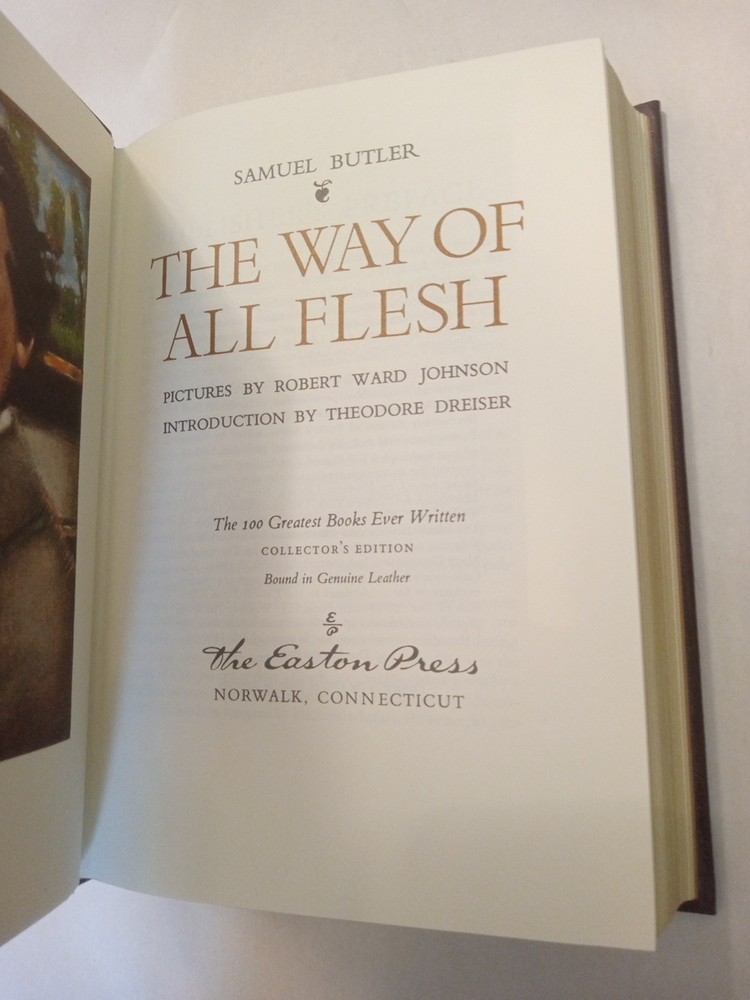 SAMUEL BUTLER
THE WAY OF
ALL FLESH
PICTURES BY ROBERT WARD JOHNSON
INTRODUCTION BY THEODORE DREISER
The 100 Greatest Books Ever Written
COLLECTOR'S EDITION
Bound in Genuine Leather
E
P
The Easton Press
NORWALK, CONNECTICUT